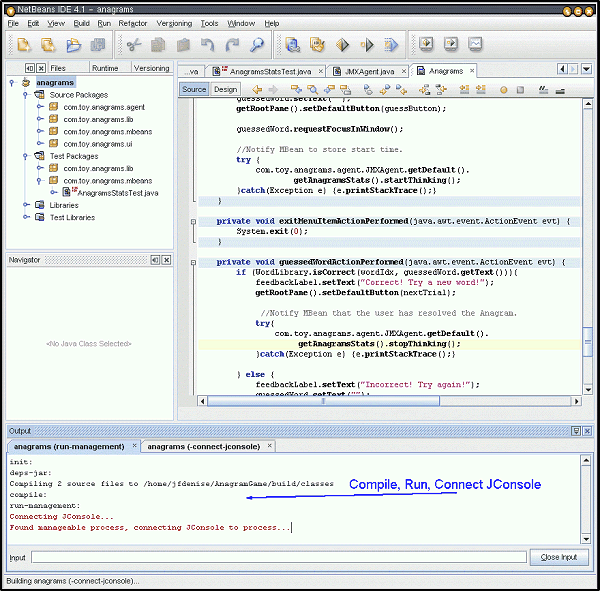 NetBeans IDE 4.1 - anagrams
File Edit View Build Run Refactor Versioning Tools Window Help
Files Runtime Versioning
anagrams
Source Packages
com.toy.anagrams.agent
com.toy.anagrams.lib
com.toy.anagrams.mbeans
com.toy.anagrams.ui
Test Packages
com.toy.anagrams.lib
com.toy.anagrams.mbeans
AnagramsStatsTest.java
Libraries
Test Libraries
Navigator
<No Java Class Selected>
...va AnagramsStatsTest.java × JMXAgent.java × Anagrams ×
Source Design
guessedWord.setText("");
getRootPane().setDefaultButton(guessButton);
guessedWord.requestFocusInWindow();
//Notify MBean to store start time.
try {
com.toy.anagrams.agent.JMXAgent.getDefault().
getAnagramsStats().startThinking();
}catch(Exception e) {e.printStackTrace();}
}
private void exitMenuItemActionPerformed(java.awt.event.ActionEvent evt) {
System.exit(0);
}
private void guessedWordActionPerformed(java.awt.event.ActionEvent evt) {
if (WordLibrary.isCorrect(wordIdx, guessedWord.getText())){
feedbackLabel.setText("Correct! Try a new word!");
getRootPane().setDefaultButton(nextTrial);
//Notify MBean that the user has resolved the Anagram.
try{
com.toy.anagrams.agent.JMXAgent.getDefault().
getAnagramsStats().stopThinking();
}catch(Exception e) {e.printStackTrace();}
} else {
feedbackLabel.setText("Incorrect! Try again!");
guessedWord.setText("");
Output
anagrams (run-management) × anagrams (-connect-jconsole) ×
init:
deps-jar:
Compiling 2 source files to /home/jfdenise/AnagramGame/build/classes
compile:
run-management:
Connecting JConsole...
Found manageable process, connecting JConsole to process...
Compile, Run, Connect JConsole
Input
Close Input
Building anagrams (-connect-jconsole)...